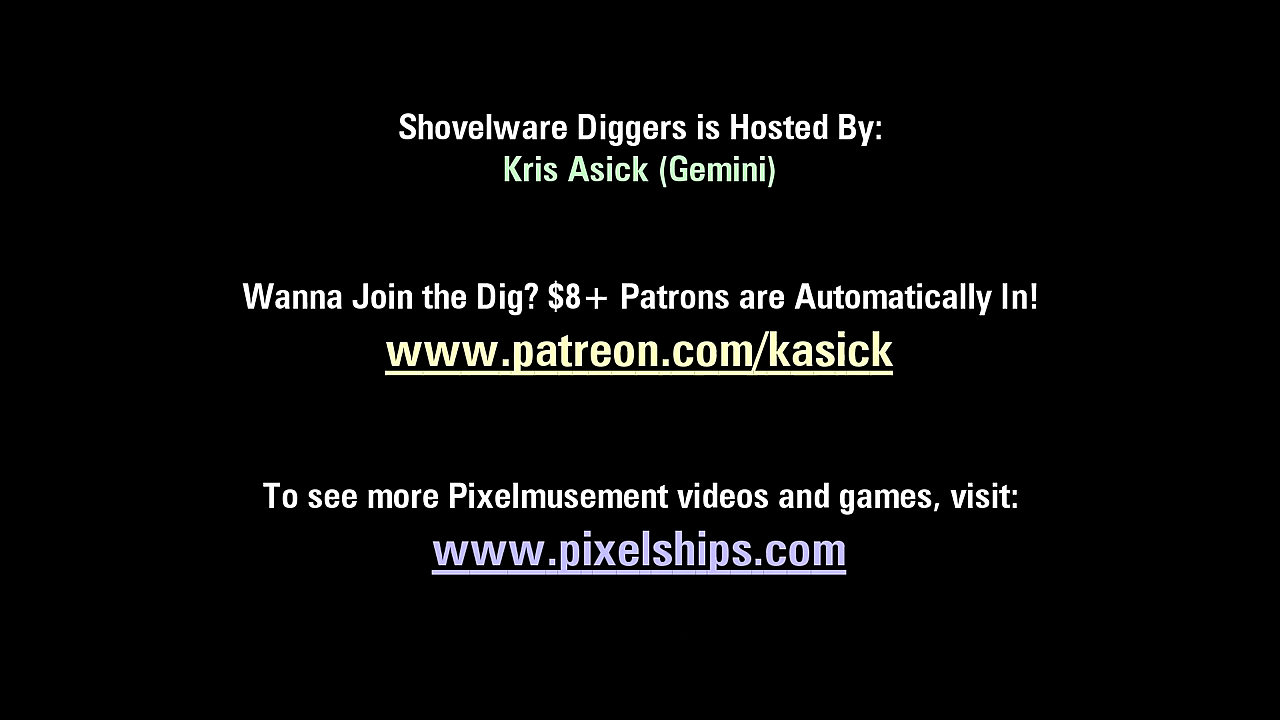 Shovelware Diggers is Hosted By:
Kris Asick (Gemini)
Wanna Join the Dig? $8+ Patrons are Automatically In!
www.patreon.com/kasick
To see more Pixelmusement videos and games, visit:
www.pixelships.com